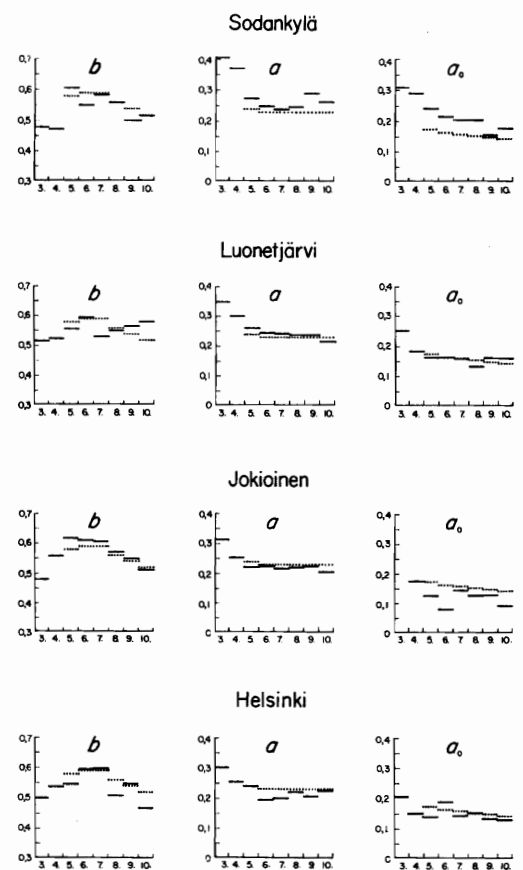 Sodankylä
b a a₀
0,7 0,4 0,4
0,6 0,3 0,3
0,5 0,2 0,2
0,4 0,1 0,1
0,3 0 0
3. 4. 5. 6. 7. 8. 9. 10. 3. 4. 5. 6. 7. 8. 9. 10. 3. 4. 5. 6. 7. 8. 9. 10.
Luonetjärvi
b a a₀
0,7 0,4 0,4
0,6 0,3 0,3
0,5 0,2 0,2
0,4 0,1 0,1
0,3 0 0
3. 4. 5. 6. 7. 8. 9. 10. 3. 4. 5. 6. 7. 8. 9. 10. 3. 4. 5. 6. 7. 8. 9. 10.
Jokioinen
b a a₀
0,7 0,4 0,4
0,6 0,3 0,3
0,5 0,2 0,2
0,4 0,1 0,1
0,3 0 0
3. 4. 5. 6. 7. 8. 9. 10. 3. 4. 5. 6. 7. 8. 9. 10. 3. 4. 5. 6. 7. 8. 9. 10.
Helsinki
b a a₀
0,7 0,4 0,4
0,6 0,3 0,3
0,5 0,2 0,2
0,4 0,1 0,1
0,3 0 0
3. 4. 5. 6. 7. 8. 9. 10. 3. 4. 5. 6. 7. 8. 9. 10. 3. 4. 5. 6. 7. 8. 9. 10.